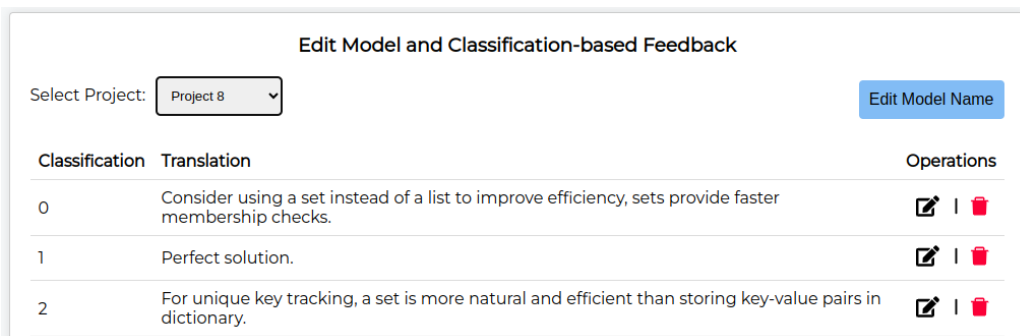 Edit Model and Classification-based Feedback
Select Project: Project 8
Edit Model Name
Classification Translation Operations
0 Consider using a set instead of a list to improve efficiency, sets provide faster
membership checks.
1 Perfect solution.
2 For unique key tracking, a set is more natural and efficient than storing key-value pairs in
dictionary.